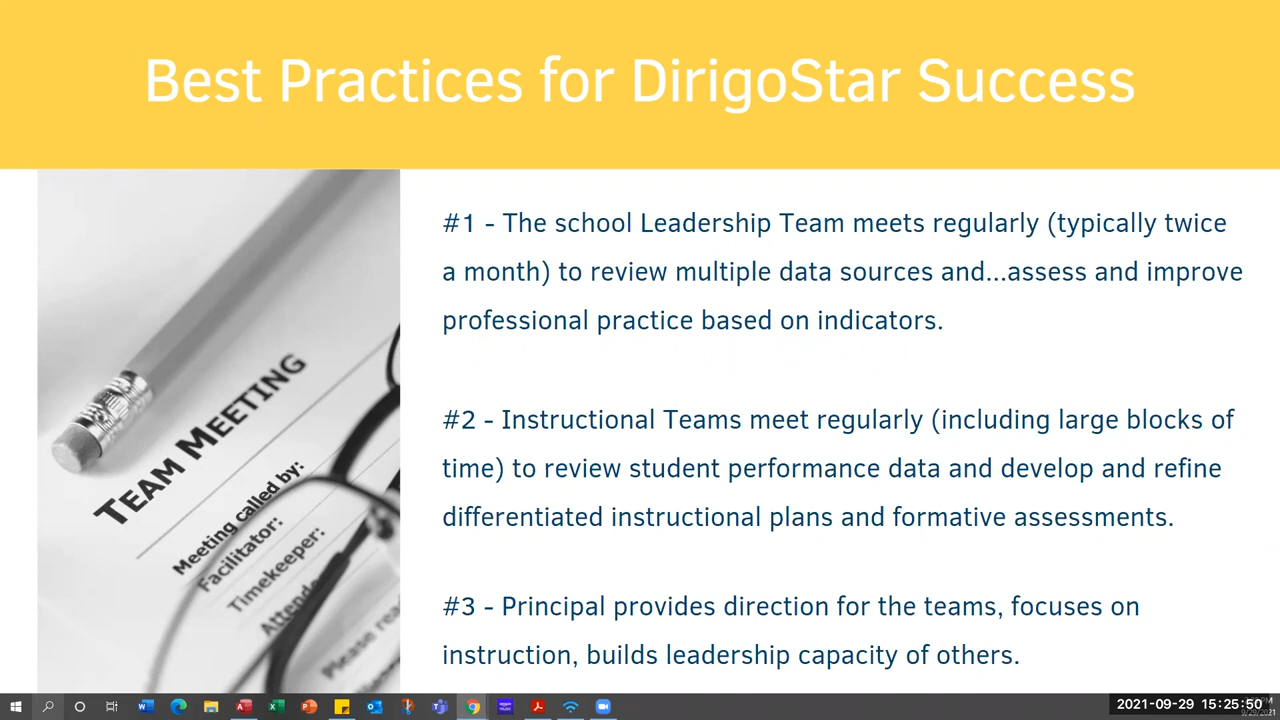 Best Practices for DirigoStar Success
#1 - The school Leadership Team meets regularly (typically twice
a month) to review multiple data sources and...assess and improve
professional practice based on indicators.
#2 - Instructional Teams meet regularly (including large blocks of
time) to review student performance data and develop and refine
differentiated instructional plans and formative assessments.
#3 - Principal provides direction for the teams, focuses on
instruction, builds leadership capacity of others.
TEAM MEETING
Meeting called by:
Facilitator:
Timekeeper:
Please
2021-09-29 15:25:50